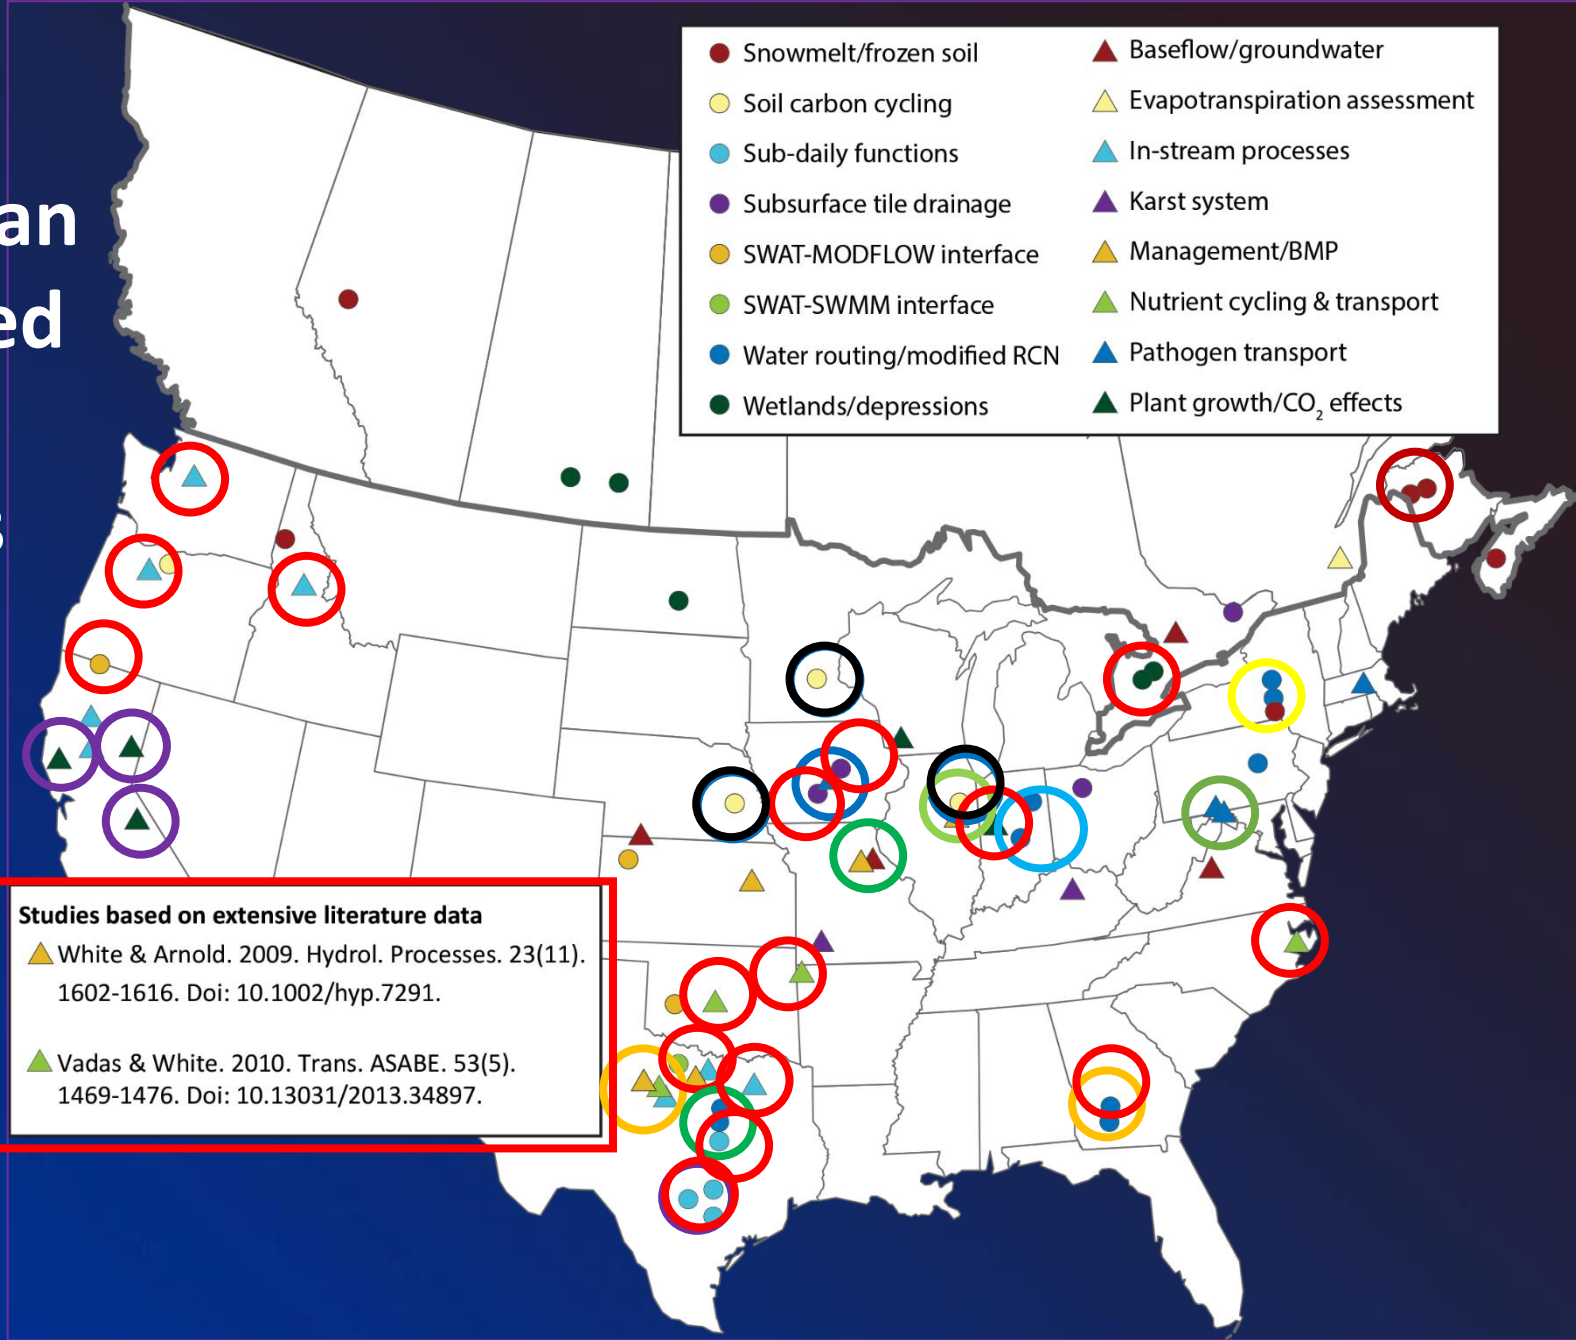 an
ed
s
Snowmelt/frozen soil
Soil carbon cycling
Sub-daily functions
Subsurface tile drainage
SWAT-MODFLOW interface
SWAT-SWMM interface
Water routing/modified RCN
Wetlands/depressions
Baseflow/groundwater
Evapotranspiration assessment
In-stream processes
Karst system
Management/BMP
Nutrient cycling & transport
Pathogen transport
Plant growth/CO₂ effects
Studies based on extensive literature data
White & Arnold. 2009. Hydrol. Processes. 23(11).
1602-1616. Doi: 10.1002/hyp.7291.
Vadas & White. 2010. Trans. ASABE. 53(5).
1469-1476. Doi: 10.13031/2013.34897.